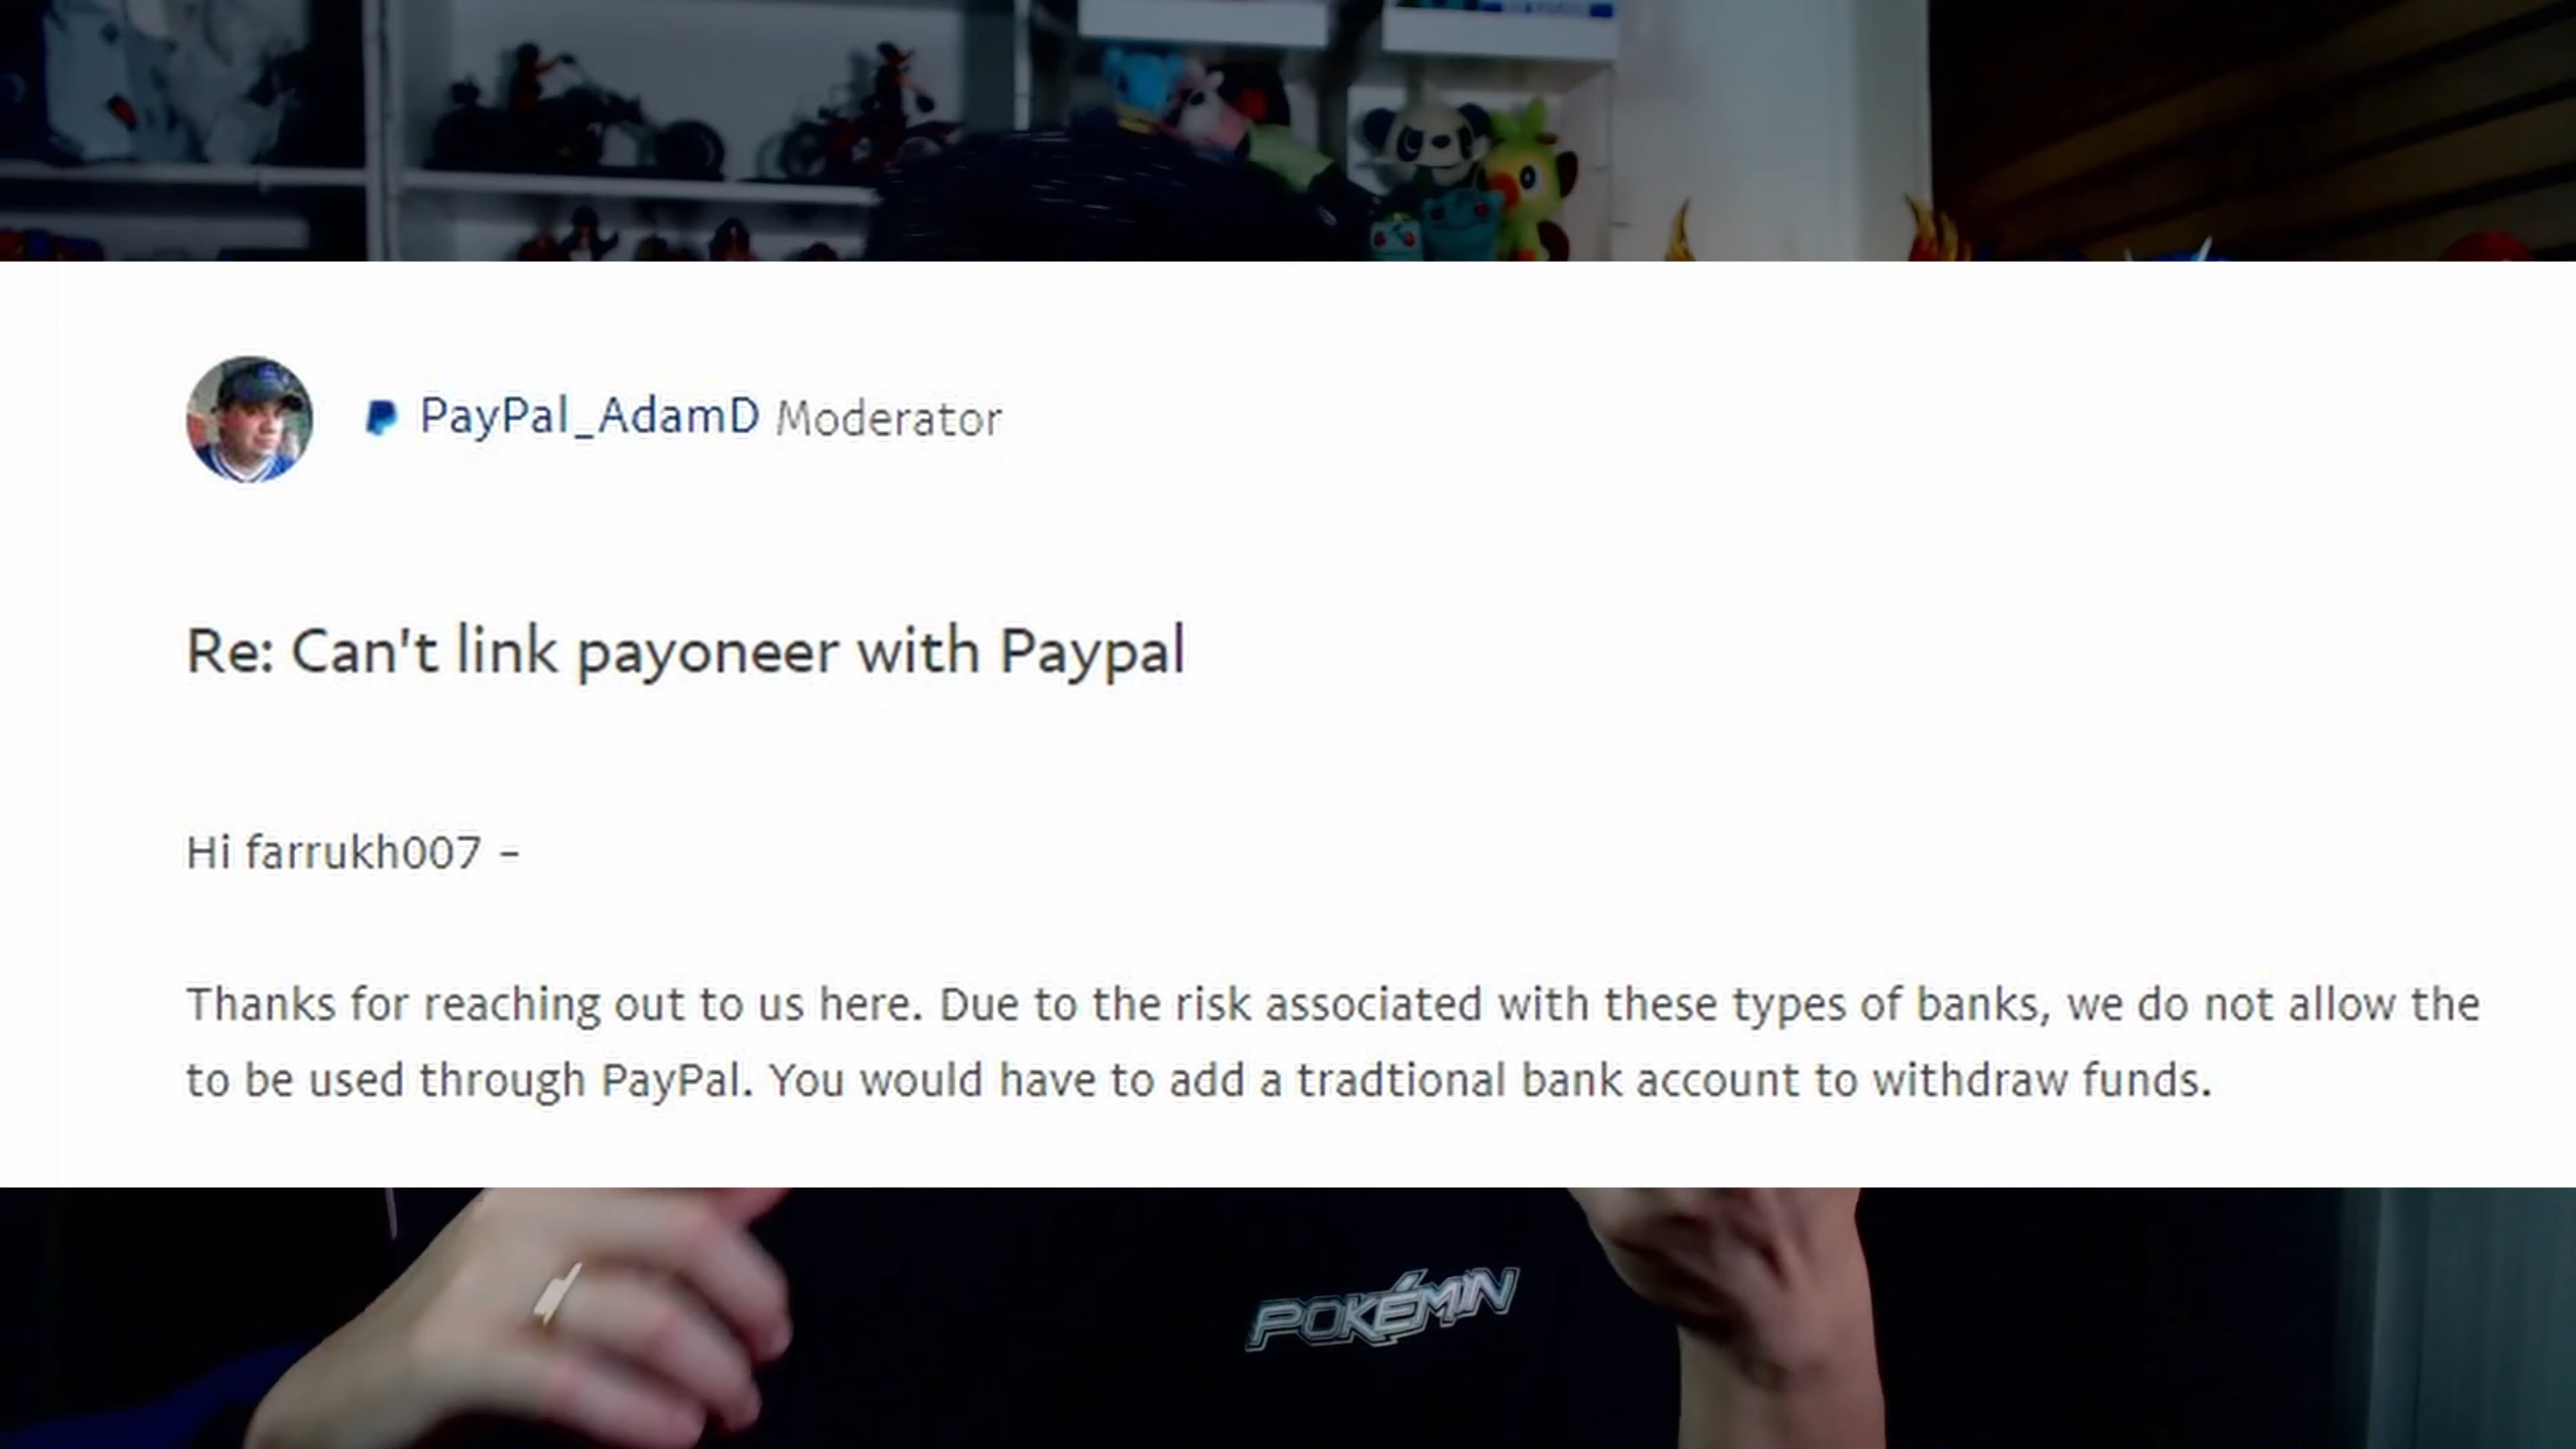 PayPal_AdamD Moderator
Re: Can't link payoneer with Paypal
Hi farrukh007 –
Thanks for reaching out to us here. Due to the risk associated with these types of banks, we do not allow the
to be used through PayPal. You would have to add a tradtional bank account to withdraw funds.
POKÉMIN